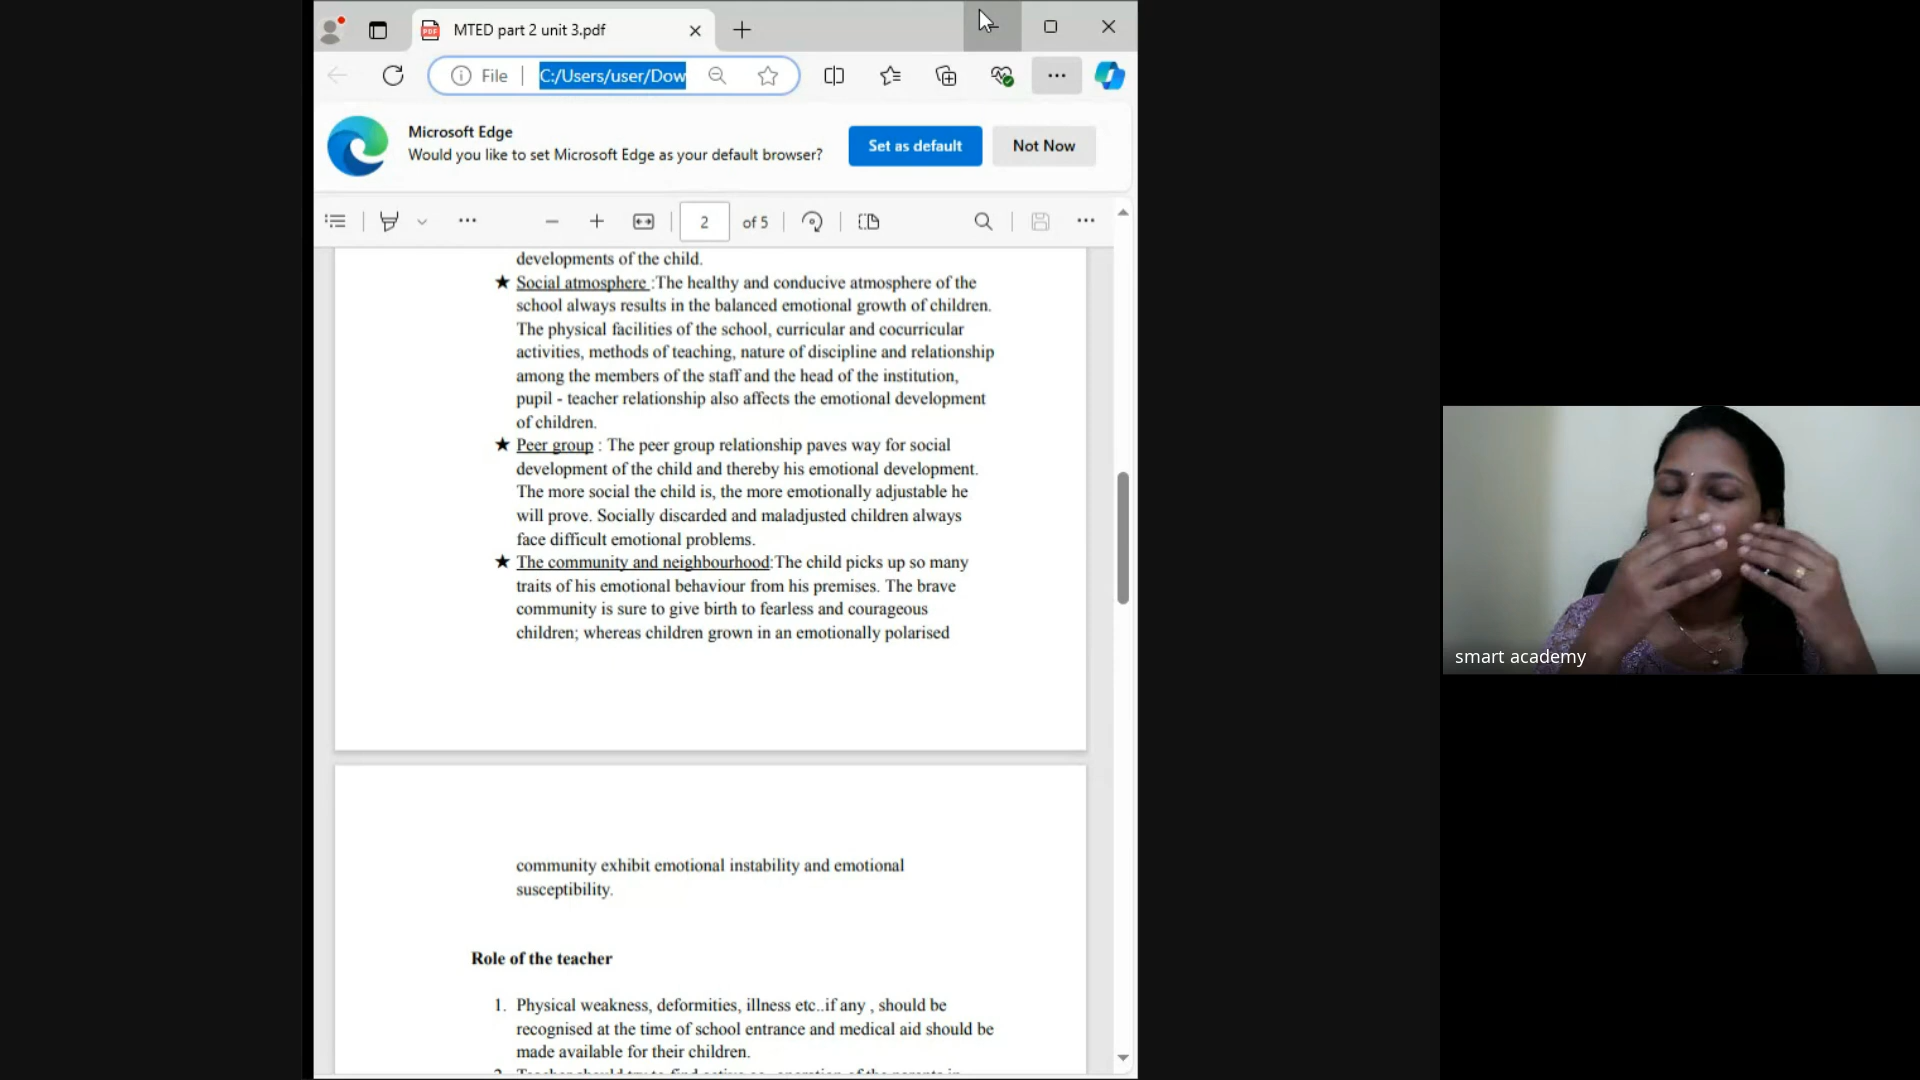 MTED part 2 unit 3.pdf
File
C:/Users/user/Dow
Microsoft Edge
Would you like to set Microsoft Edge as your default browser?
Set as default
Not Now
2
of 5
developments of the child.
★ Social atmosphere :The healthy and conducive atmosphere of the
school always results in the balanced emotional growth of children.
The physical facilities of the school, curricular and cocurricular
activities, methods of teaching, nature of discipline and relationship
among the members of the staff and the head of the institution,
pupil - teacher relationship also affects the emotional development
of children.
★ Peer group : The peer group relationship paves way for social
development of the child and thereby his emotional development.
The more social the child is, the more emotionally adjustable he
will prove. Socially discarded and maladjusted children always
face difficult emotional problems.
★ The community and neighbourhood:The child picks up so many
traits of his emotional behaviour from his premises. The brave
community is sure to give birth to fearless and courageous
children; whereas children grown in an emotionally polarised
community exhibit emotional instability and emotional
susceptibility.
Role of the teacher
1. Physical weakness, deformities, illness etc..if any , should be
recognised at the time of school entrance and medical aid should be
made available for their children.
smart academy